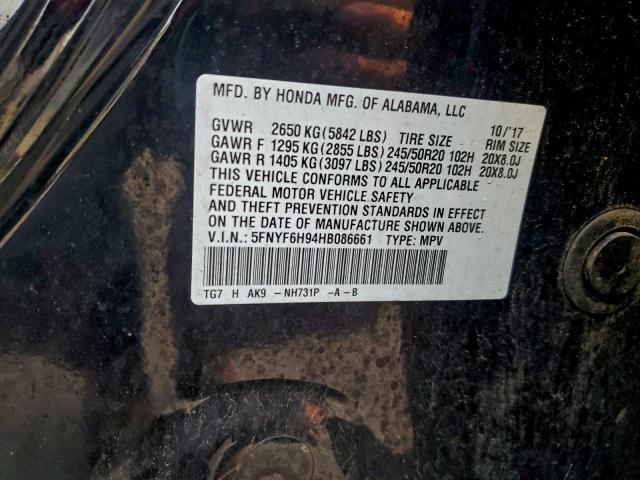 MFD. BY HONDA MFG. OF ALABAMA, LLC
10/'17
GVWR 2650 KG (5842 LBS) TIRE SIZE RIM SIZE
GAWR F 1295 KG (2855 LBS) 245/50R20 102H 20X8.0J
GAWR R 1405 KG (3097 LBS) 245/50R20 102H 20X8.0J
THIS VEHICLE CONFORMS TO ALL APPLICABLE
FEDERAL MOTOR VEHICLE SAFETY
AND THEFT PREVENTION STANDARDS IN EFFECT
ON THE DATE OF MANUFACTURE SHOWN ABOVE.
V.I.N.: 5FNYF6H94HB086661 TYPE: MPV
TG7 H AK9 -NH731P -A-B